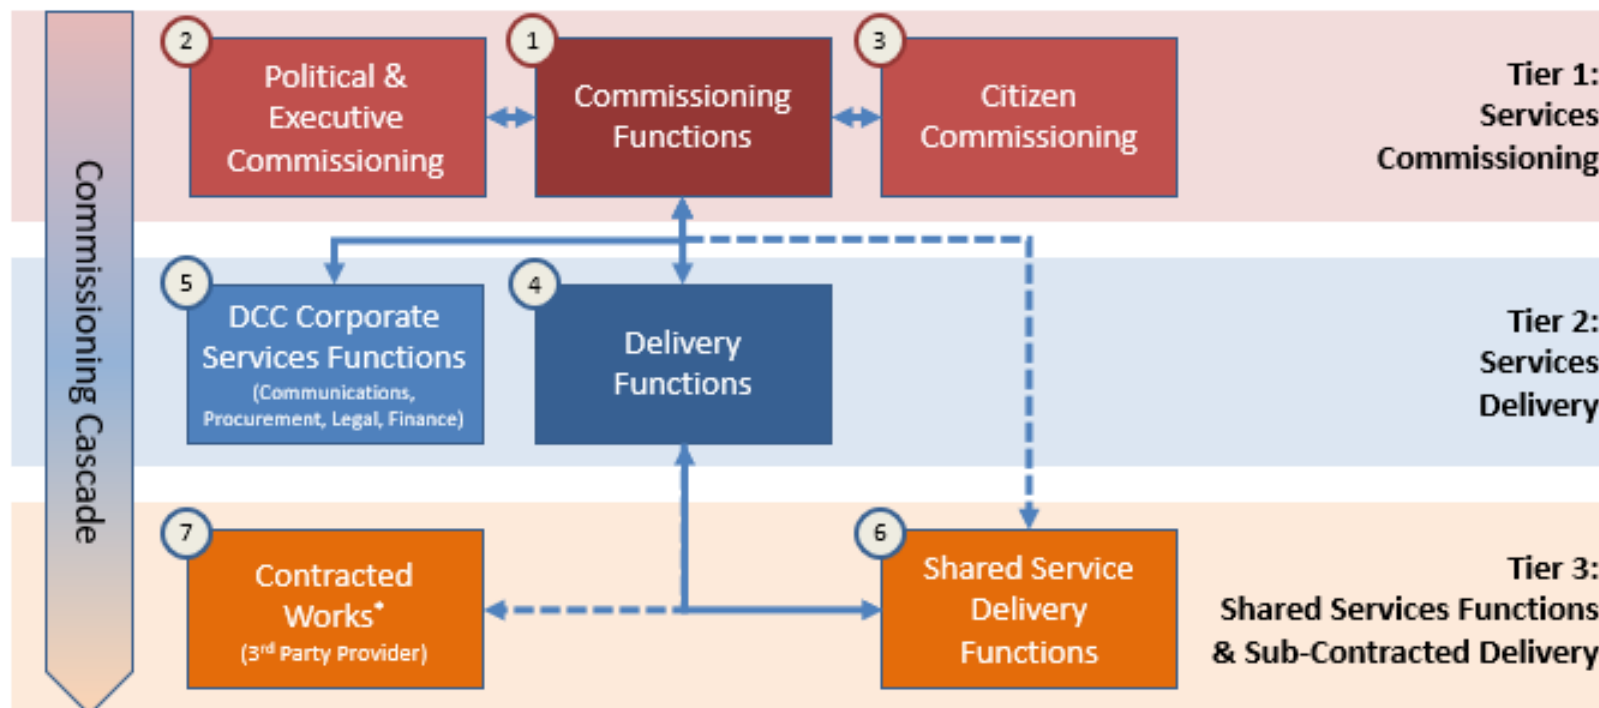 Commissioning Cascade
2
Political &
Executive
Commissioning
1
Commissioning
Functions
3
Citizen
Commissioning
Tier 1:
Services
Commissioning
5
DCC Corporate
Services Functions
(Communications,
Procurement, Legal, Finance)
4
Delivery
Functions
Tier 2:
Services
Delivery
7
Contracted
Works*
(3rd Party Provider)
6
Shared Service
Delivery
Functions
Tier 3:
Shared Services Functions
& Sub-Contracted Delivery